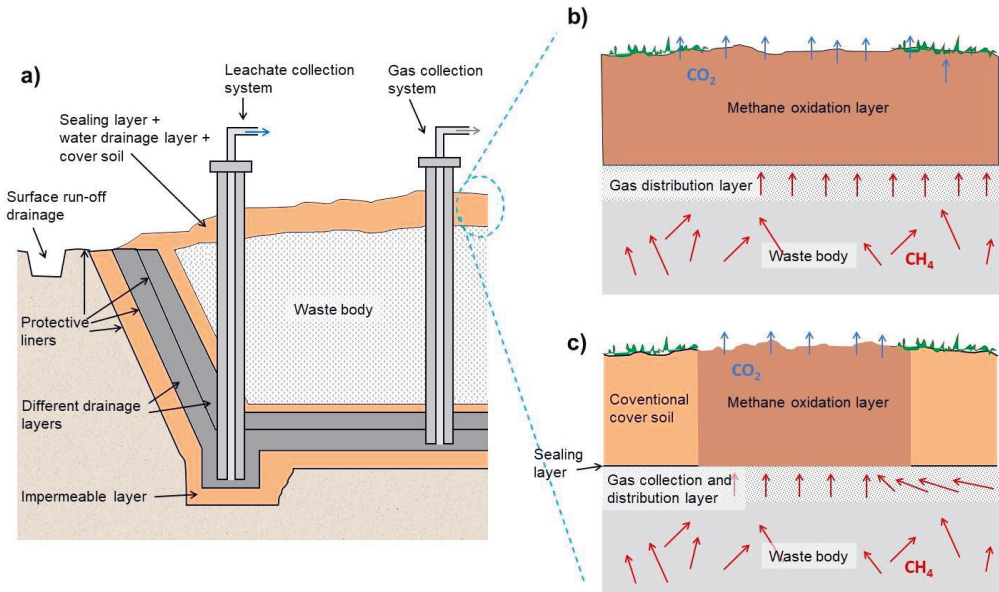 a)
Leachate collection
system
Gas collection
system
Sealing layer +
water drainage layer +
cover soil
Surface run-off
drainage
Waste body
Protective
liners
Different drainage
layers
Impermeable layer
b)
CO2
Methane oxidation layer
Gas distribution layer
Waste body
CH4
c)
CO2
Coventional
cover soil
Methane oxidation layer
Sealing
layer
Gas collection and
distribution layer
Waste body
CH4